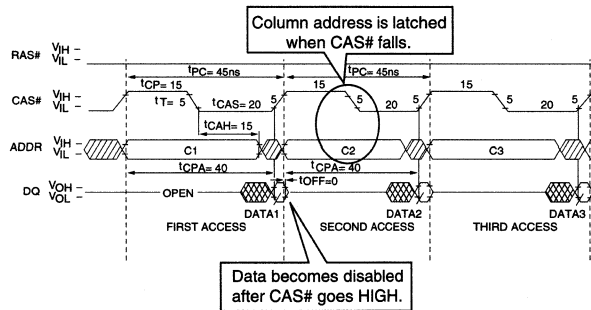 Column address is latched
when CAS# falls.
RAS# VIH –
VIL –
tPC= 45ns tPC= 45ns
tCP= 15 5 15 15
CAS# VIH –
VIL –
tT= 5 tCAS= 20 5 20 5 5 20 5
tCAH= 15
ADDR VIH –
VIL –
C1 C2 C3
tCPA= 40 tCPA= 40
tOFF=0
DQ VOH –
VOL –
OPEN
DATA1 DATA2 DATA3
FIRST ACCESS SECOND ACCESS THIRD ACCESS
Data becomes disabled
after CAS# goes HIGH.